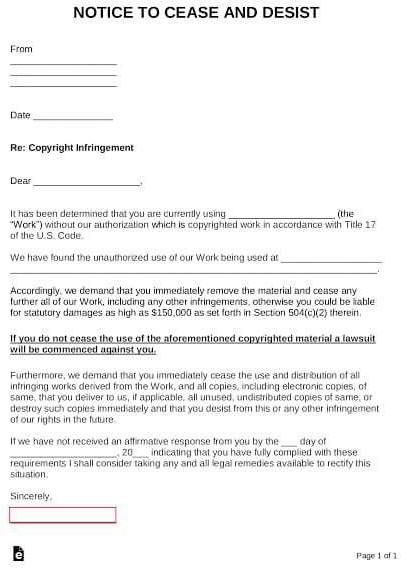 NOTICE TO CEASE AND DESIST
From
____________________
____________________
____________________
Date _______________
Re: Copyright Infringement
Dear ____________________,
It has been determined that you are currently using ____________________ (the
“Work”) without our authorization which is copyrighted work in accordance with Title 17
of the U.S. Code.
We have found the unauthorized use of our Work being used at ___________________
_____________________________________________________________________.
Accordingly, we demand that you immediately remove the material and cease any
further all of our Work, including any other infringements, otherwise you could be liable
for statutory damages as high as $150,000 as set forth in Section 504(c)(2) therein.
If you do not cease the use of the aforementioned copyrighted material a lawsuit
will be commenced against you.
Furthermore, we demand that you immediately cease the use and distribution of all
infringing works derived from the Work, and all copies, including electronic copies, of
same, that you deliver to us, if applicable, all unused, undistributed copies of same, or
destroy such copies immediately and that you desist from this or any other infringement
of our rights in the future.
If we have not received an affirmative response from you by the ___ day of
____________________, 20___ indicating that you have fully complied with these
requirements I shall consider taking any and all legal remedies available to rectify this
situation.
Sincerely,
e
Page 1 of 1